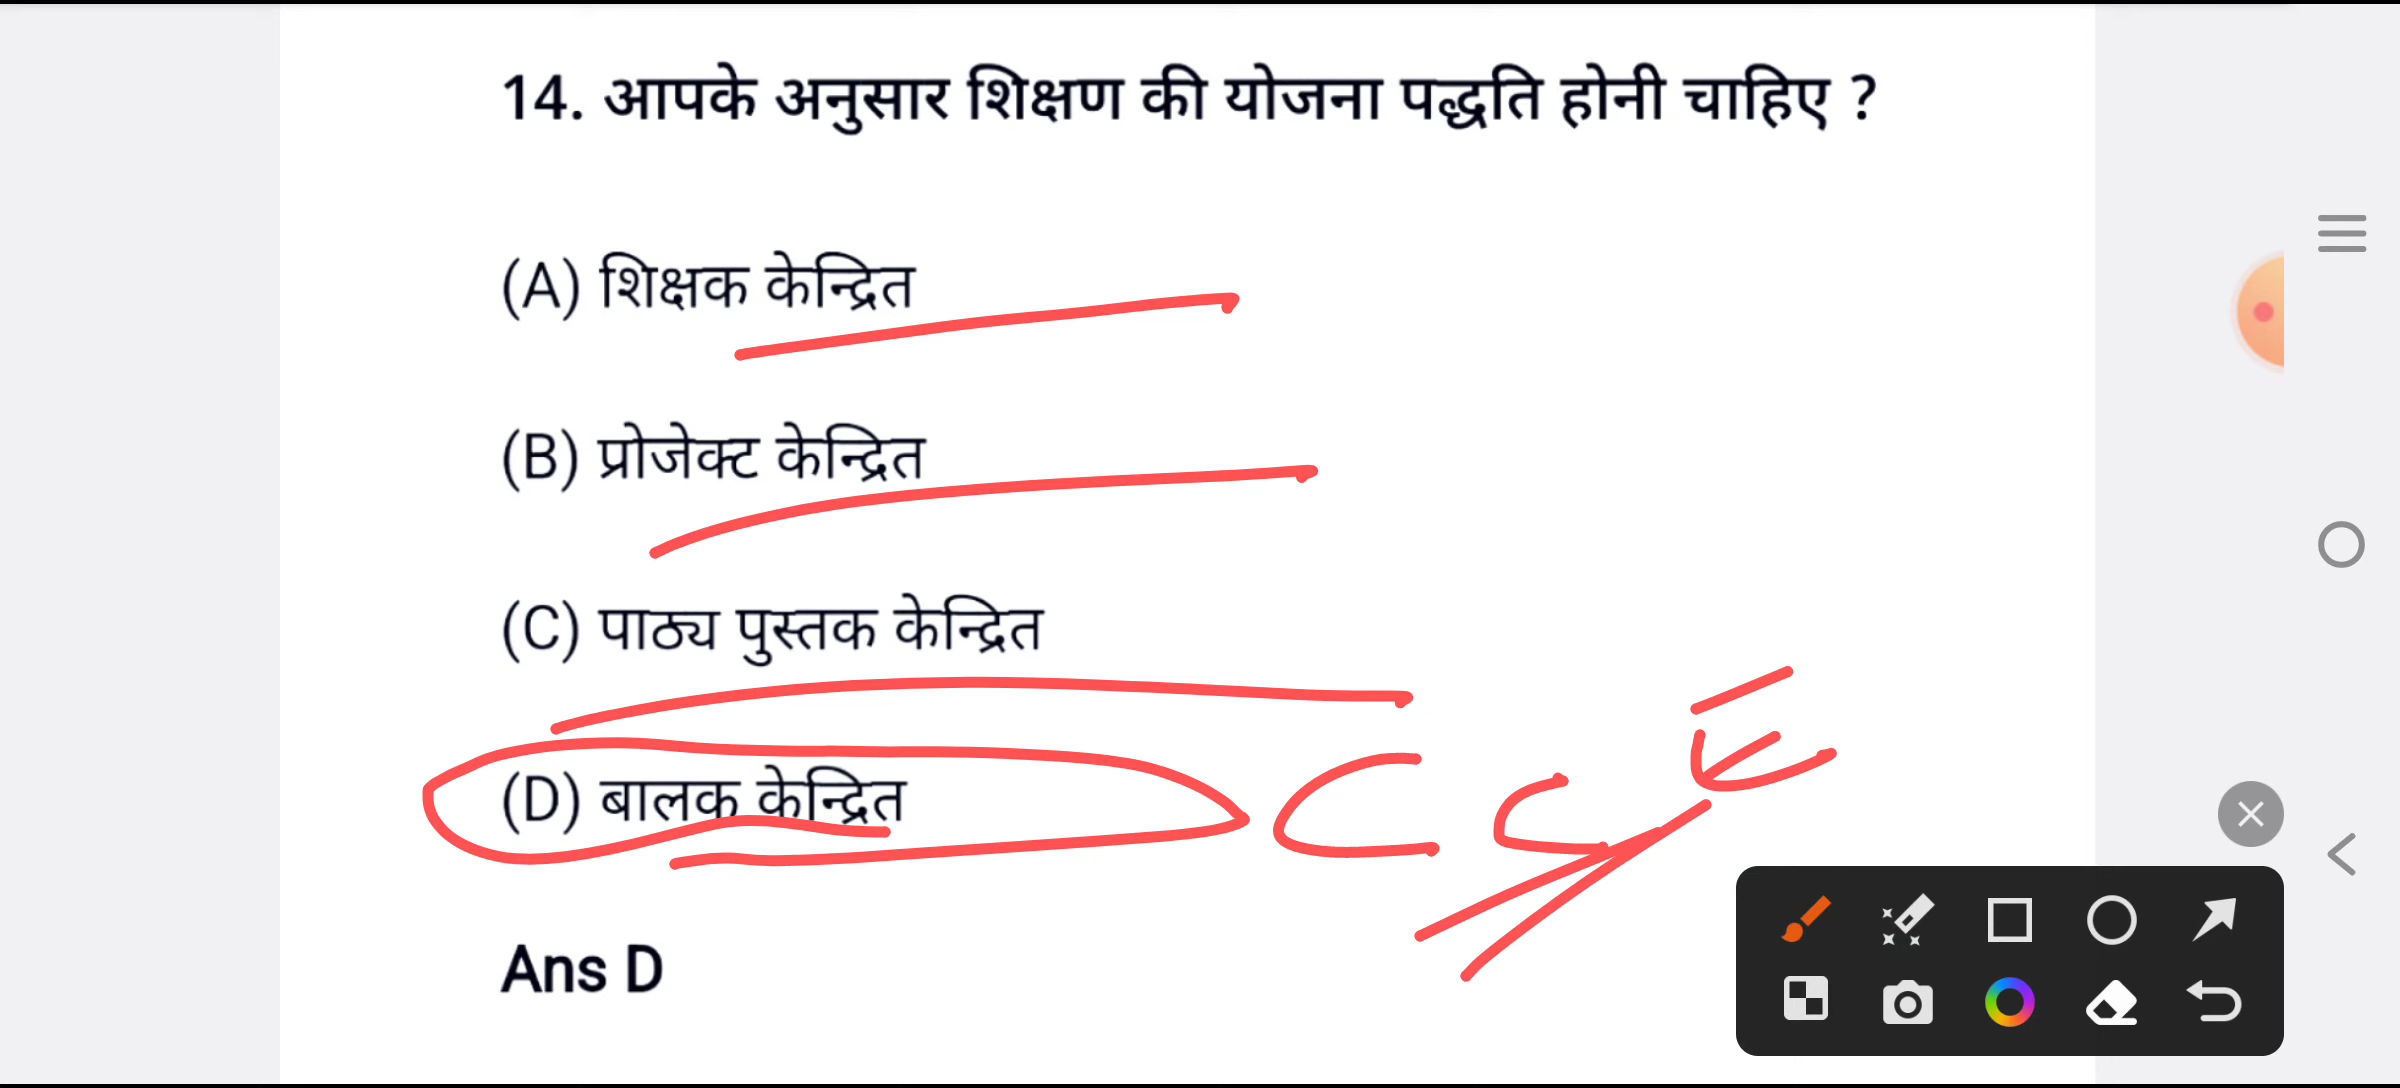 14. आपके अनुसार शिक्षण की योजना पद्धति होनी चाहिए ?
(A) शिक्षक केन्द्रित
(B) प्रोजेक्ट केन्द्रित
(C) पाठ्य पुस्तक केन्द्रित
(D) बालक केन्द्रित
C C E
Ans D